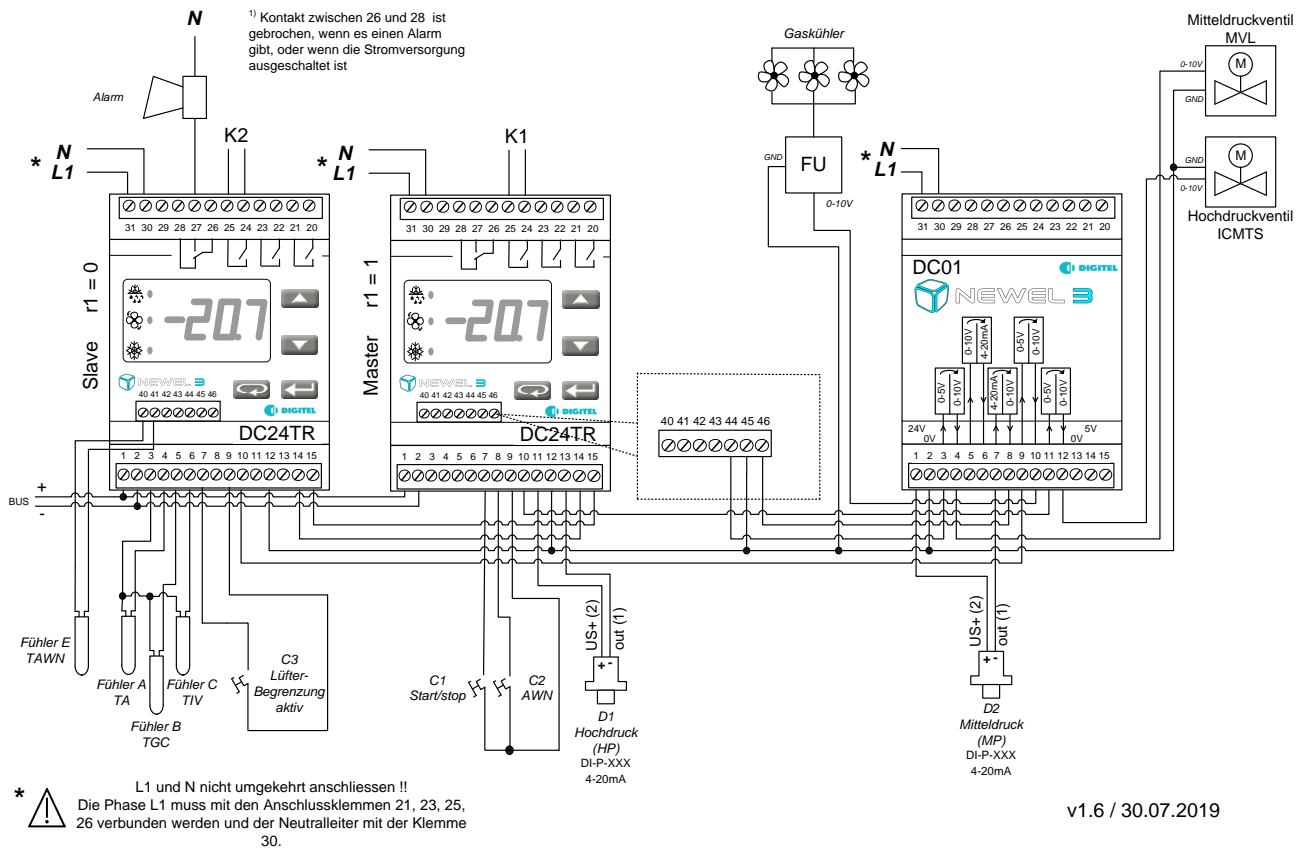 N
1) Kontakt zwischen 26 und 28 ist
gebrochen, wenn es einen Alarm
gibt, oder wenn die Stromversorgung
ausgeschaltet ist
Alarm
Gaskühler
Mitteldruckventil
MVL
0-10V
M
GND
GND
M
0-10V
Hochdruckventil
ICMTS
* N
L1
K2
* N
L1
K1
GND
FU
0-10V
* N
L1
31 30 29 28 27 26 25 24 23 22 21 20
31 30 29 28 27 26 25 24 23 22 21 20
31 30 29 28 27 26 25 24 23 22 21 20
Slave r1 = 0
-20.7
NEWEL 3
40 41 42 43 44 45 46
DIGITEL
DC24TR
1 2 3 4 5 6 7 8 9 10 11 12 13 14 15
Master r1 = 1
-20.7
NEWEL 3
40 41 42 43 44 45 46
DIGITEL
DC24TR
1 2 3 4 5 6 7 8 9 10 11 12 13 14 15
40 41 42 43 44 45 46
DC01
DIGITEL
NEWEL 3
0-10V
4-20mA
0-5V
0-10V
0-5V
0-10V
4-20mA
0-10V
0-5V
0-10V
24V
0V
5V
0V
1 2 3 4 5 6 7 8 9 10 11 12 13 14 15
+
BUS
-
Fühler E
TAWN
Fühler A
TA
Fühler B
TGC
Fühler C
TIV
C3
Lüfter-
Begrenzung
aktiv
C1
Start/stop
C2
AWN
US+ (2)
out (1)
+ -
D1
Hochdruck
(HP)
DI-P-XXX
4-20mA
US+ (2)
out (1)
+ -
D2
Mitteldruck
(MP)
DI-P-XXX
4-20mA
* L1 und N nicht umgekehrt anschliessen !!
Die Phase L1 muss mit den Anschlussklemmen 21, 23, 25,
26 verbunden werden und der Neutralleiter mit der Klemme
30.
v1.6 / 30.07.2019